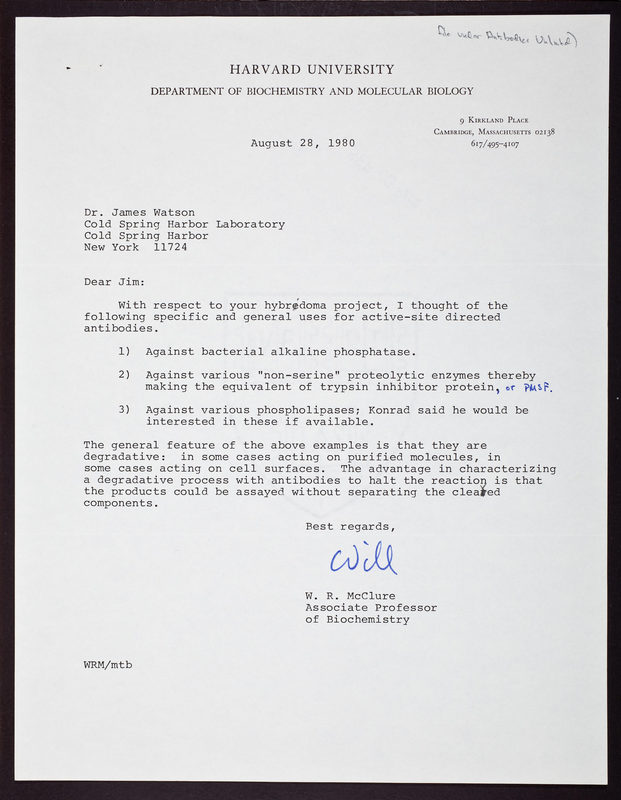 HARVARD UNIVERSITY
DEPARTMENT OF BIOCHEMISTRY AND MOLECULAR BIOLOGY
9 Kirkland Place
Cambridge, Massachusetts 02138
617/495-4107
August 28, 1980
Dr. James Watson
Cold Spring Harbor Laboratory
Cold Spring Harbor
New York 11724
Dear Jim:
With respect to your hybridoma project, I thought of the
following specific and general uses for active-site directed
antibodies.
1) Against bacterial alkaline phosphatase.
2) Against various "non-serine" proteolytic enzymes thereby
making the equivalent of trypsin inhibitor protein, or PMSF.
3) Against various phospholipases; Konrad said he would be
interested in these if available.
The general feature of the above examples is that they are
degradative: in some cases acting on purified molecules, in
some cases acting on cell surfaces. The advantage in characterizing
a degradative process with antibodies to halt the reaction is that
the products could be assayed without separating the cleaved
components.
Best regards,
Will
W. R. McClure
Associate Professor
of Biochemistry
WRM/mtb